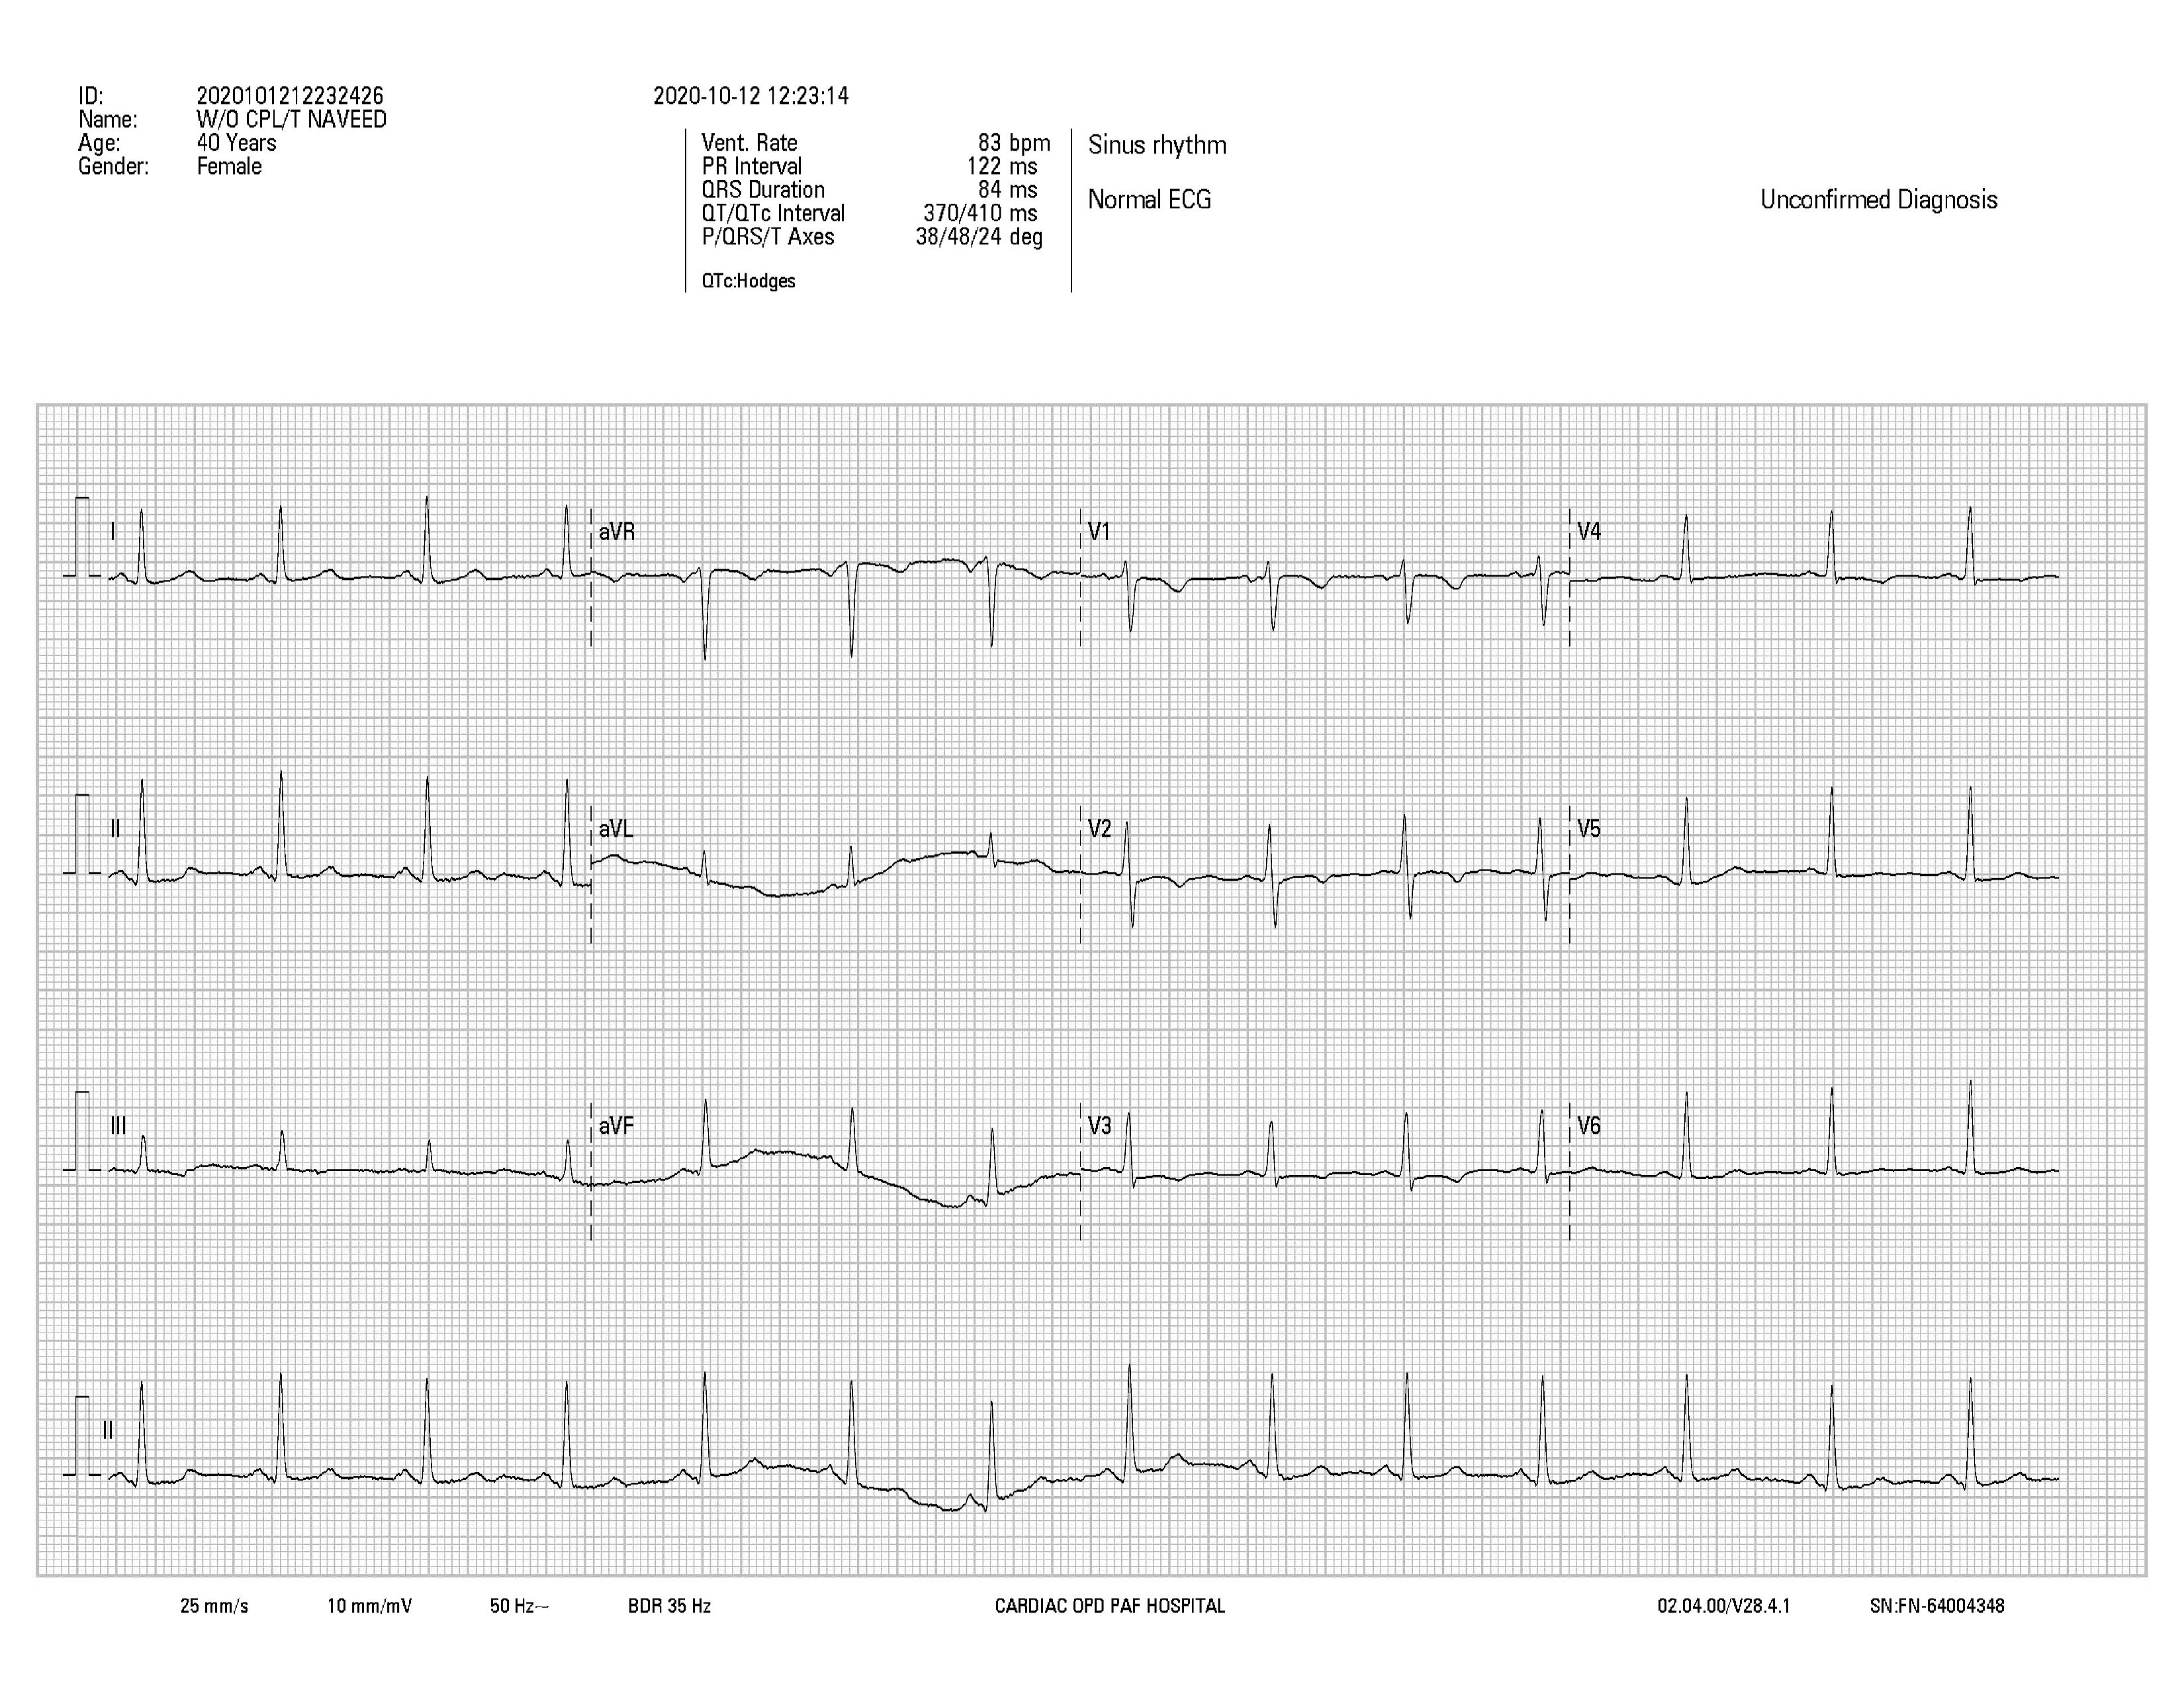 ID: 2020101212232426
Name: W/O CPL/T NAVEED
Age: 40 Years
Gender: Female
2020-10-12 12:23:14
Vent. Rate 83 bpm
PR Interval 122 ms
QRS Duration 84 ms
QT/QTc Interval 370/410 ms
P/QRS/T Axes 38/48/24 deg
QTc:Hodges
Sinus rhythm
Normal ECG
Unconfirmed Diagnosis
I aVR V1 V4
II aVL V2 V5
III aVF V3 V6
II
25 mm/s 10 mm/mV 50 Hz~ BDR 35 Hz CARDIAC OPD PAF HOSPITAL 02.04.00/V28.4.1 SN:FN-64004348